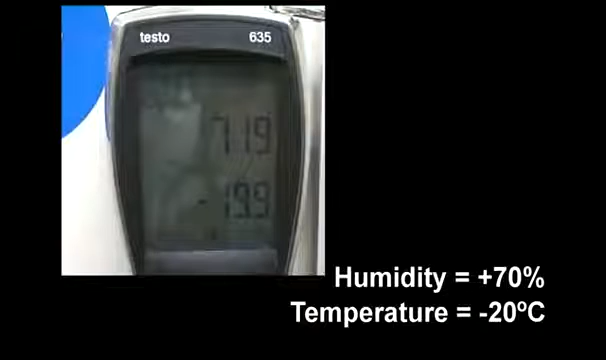 testo 635
71.9
-19.9
Humidity = +70%
Temperature = -20ºC